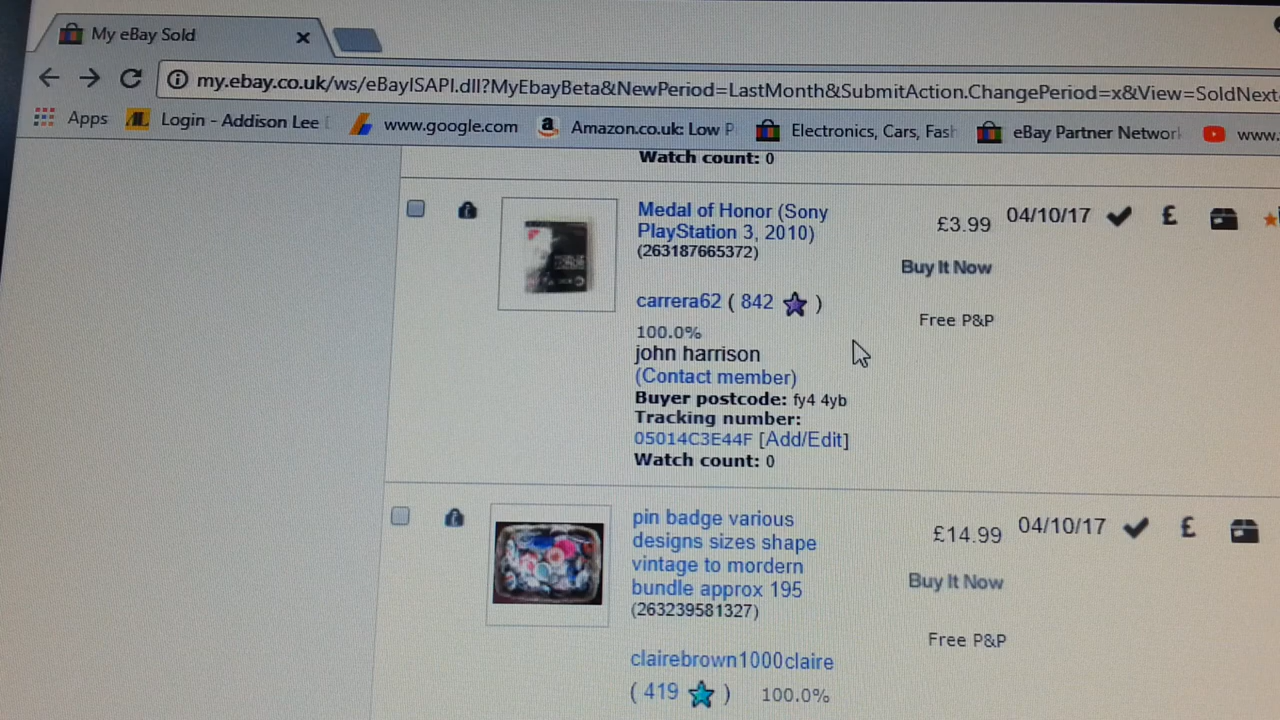 My eBay Sold
my.ebay.co.uk/ws/eBayISAPI.dll?MyEbayBeta&NewPeriod=LastMonth&SubmitAction.ChangePeriod=x&View=SoldNext
Apps Login - Addison Lee www.google.com Amazon.co.uk: Low P Electronics, Cars, Fash eBay Partner Networ www.
Watch count: 0
Medal of Honor (Sony
PlayStation 3, 2010)
(263187665372)
£3.99 04/10/17 £
Buy It Now
Free P&P
carrera62 ( 842 )
100.0%
john harrison
(Contact member)
Buyer postcode: fy4 4yb
Tracking number:
05014C3E44F [Add/Edit]
Watch count: 0
pin badge various
designs sizes shape
vintage to mordern
bundle approx 195
(263239581327)
£14.99 04/10/17 £
Buy It Now
Free P&P
clairebrown1000claire
( 419 ) 100.0%